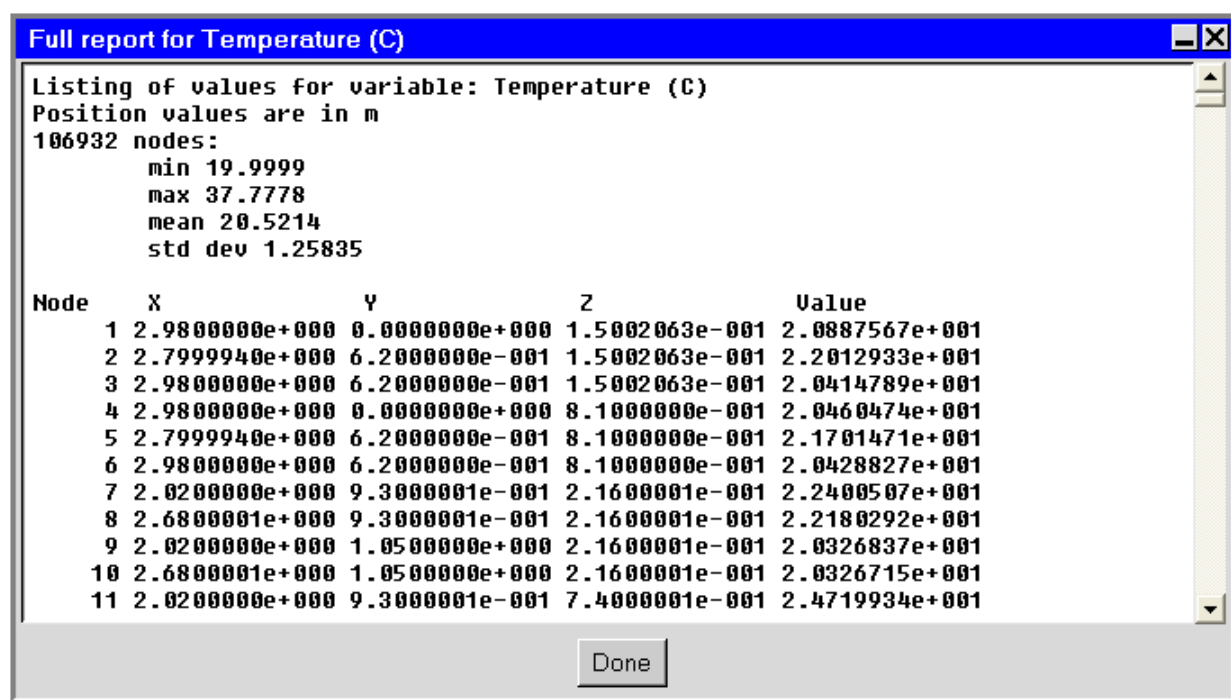 Full report for Temperature (C)
Listing of values for variable: Temperature (C)
Position values are in m
106932 nodes:
min 19.9999
max 37.7778
mean 20.5214
std dev 1.25835
Node X Y Z Value
1 2.9800000e+000 0.0000000e+000 1.5002063e-001 2.0887567e+001
2 2.7999940e+000 6.2000000e-001 1.5002063e-001 2.2012933e+001
3 2.9800000e+000 6.2000000e-001 1.5002063e-001 2.0414789e+001
4 2.9800000e+000 0.0000000e+000 8.1000000e-001 2.0460474e+001
5 2.7999940e+000 6.2000000e-001 8.1000000e-001 2.1701471e+001
6 2.9800000e+000 6.2000000e-001 8.1000000e-001 2.0428827e+001
7 2.0200000e+000 9.3000001e-001 2.1600001e-001 2.2400507e+001
8 2.6800001e+000 9.3000001e-001 2.1600001e-001 2.2180292e+001
9 2.0200000e+000 1.0500000e+000 2.1600001e-001 2.0326837e+001
10 2.6800001e+000 1.0500000e+000 2.1600001e-001 2.0326715e+001
11 2.0200000e+000 9.3000001e-001 7.4000001e-001 2.4719934e+001
Done